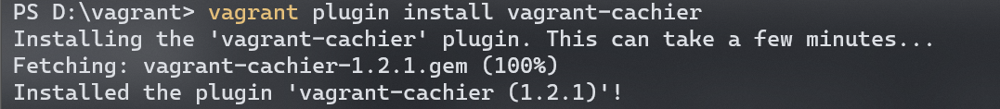 PS D:\vagrant> vagrant plugin install vagrant-cachier
Installing the 'vagrant-cachier' plugin. This can take a few minutes...
Fetching: vagrant-cachier-1.2.1.gem (100%)
Installed the plugin 'vagrant-cachier (1.2.1)'!